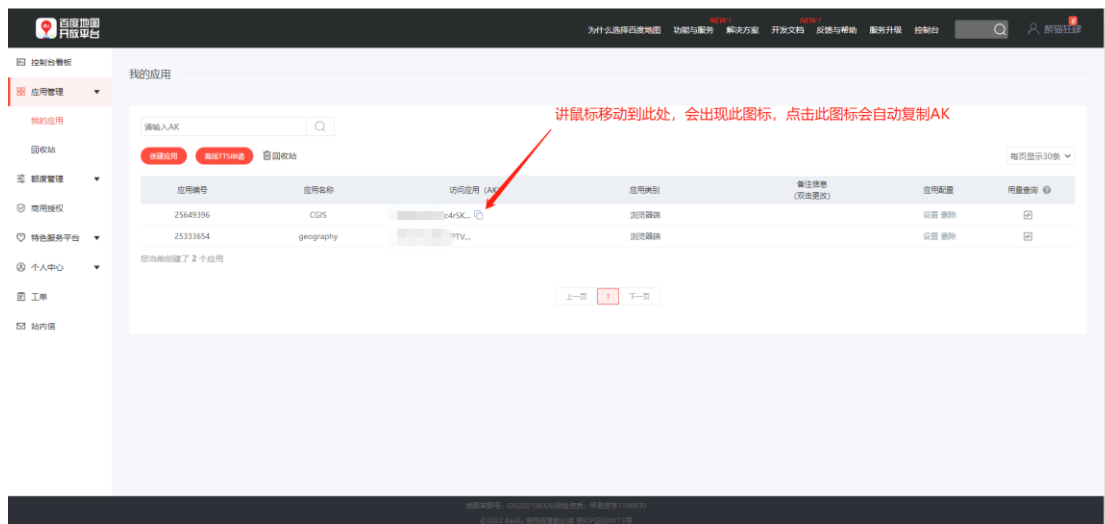 百度地图
开放平台
为什么选择百度地图 功能与服务 NEW! 解决方案 开发文档 NEW! 反馈与帮助 服务升级 控制台
醉猫狂肆
控制台看板
应用管理
我的应用
回收站
额度管理
商用授权
特色服务平台
个人中心
工单
站内信
我的应用
讲鼠标移动到此处，会出现此图标，点击此图标会自动复制AK
请输入AK
创建应用 离线TTS申请 回收站 每页显示30条
应用编号 应用名称 访问应用（AK） 应用类别 备注信息 应用配置 用量查询
(双击更改)
25649396 CGIS c4rSK... 浏览器端 设置 删除
25333654 geography PTV... 浏览器端 设置 删除
您当前创建了 2 个应用
上一页 1 下一页